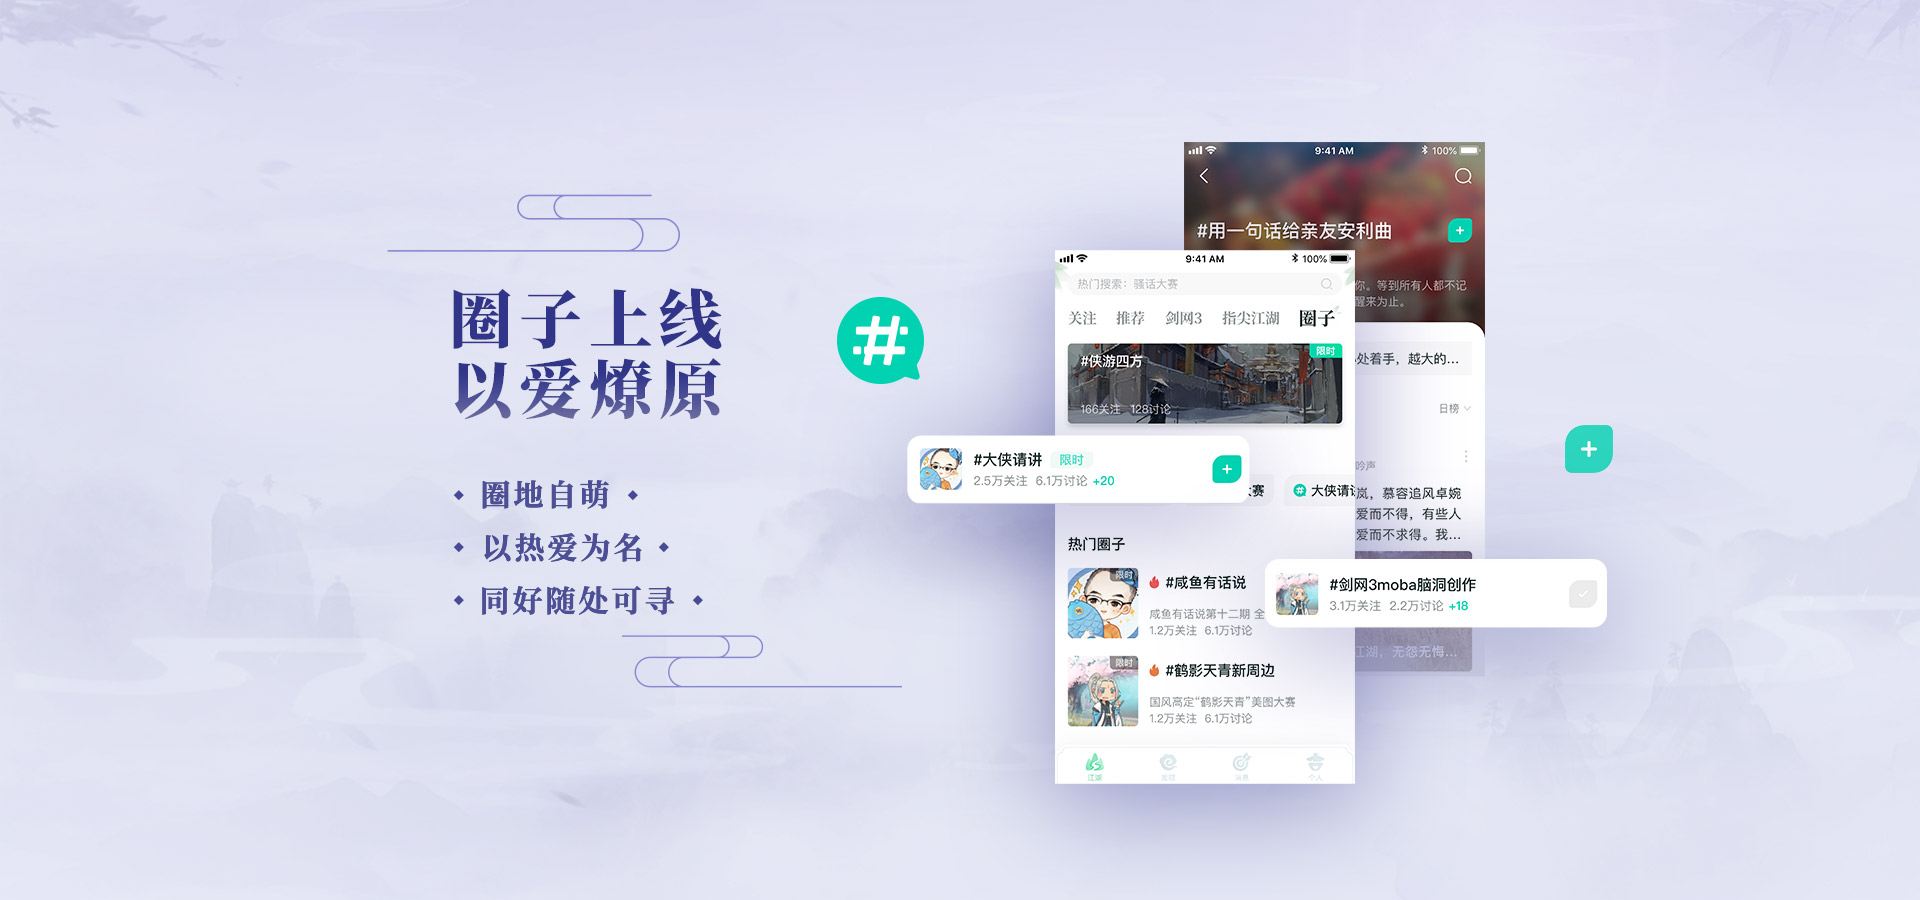 圈子上线
以爱燎原
圈地自萌
以热爱为名
同好随处可寻
9:41 AM
100%
#用一句话给亲友安利曲
你。等到所有人都不记
醒来为止。
处着手，越大的...
日榜
吟声
岚，慕容追风卓婉
爱而不得，有些人
爱而不求得。我...
江湖，无怨无悔...
9:41 AM
100%
热门搜索：骚话大赛
关注 推荐 剑网3 指尖江湖 圈子
限时
#侠游四方
166关注 128讨论
#大侠请讲 限时
2.5万关注 6.1万讨论 +20
大赛
大侠请讲
热门圈子
限时
#咸鱼有话说
咸鱼有话说第十二期 全
1.2万关注 6.1万讨论
#剑网3moba脑洞创作
3.1万关注 2.2万讨论 +18
限时
#鹤影天青新周边
国风高定“鹤影天青”美图大赛
1.2万关注 6.1万讨论
江湖 发现 消息 个人